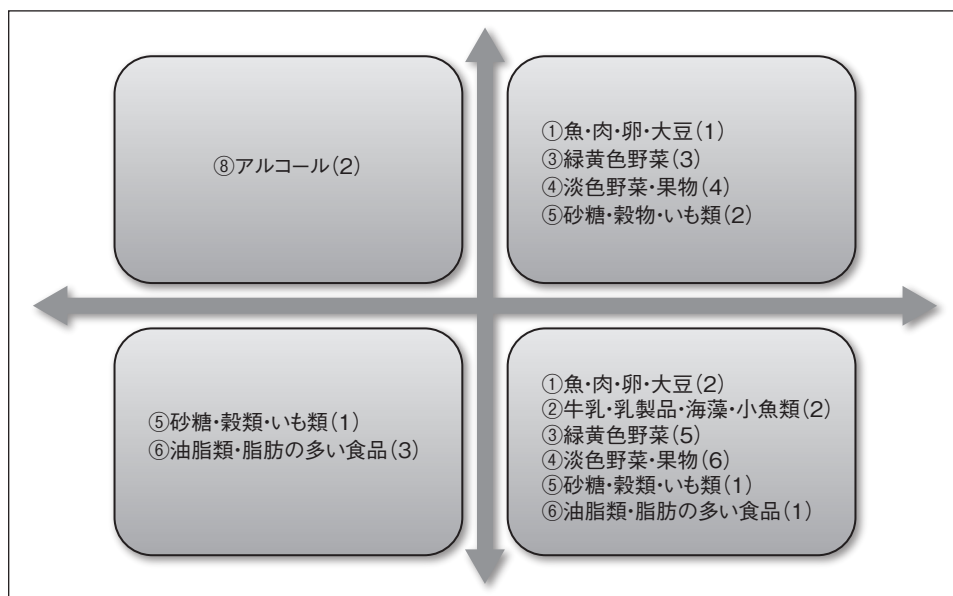 ⑧アルコール(2)
①魚・肉・卵・大豆(1)
③緑黄色野菜(3)
④淡色野菜・果物(4)
⑤砂糖・穀物・いも類(2)
⑤砂糖・穀類・いも類(1)
⑥油脂類・脂肪の多い食品(3)
①魚・肉・卵・大豆(2)
②牛乳・乳製品・海藻・小魚類(2)
③緑黄色野菜(5)
④淡色野菜・果物(6)
⑤砂糖・穀類・いも類(1)
⑥油脂類・脂肪の多い食品(1)